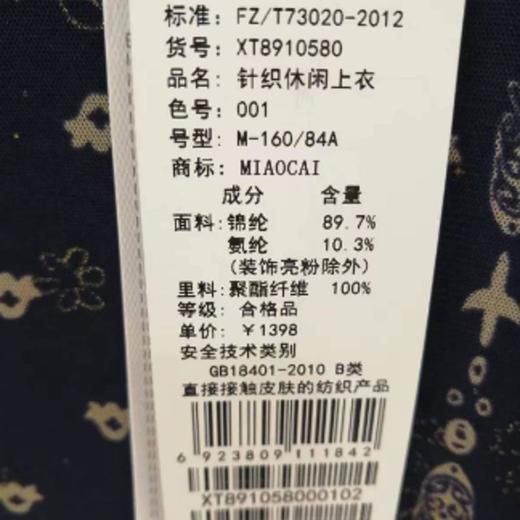 标准: FZ/T73020-2012
货号: XT8910580
品名: 针织休闲上衣
色号: 001
号型: M-160/84A
商标: MIAOCAI
成分 含量
面料:锦纶 89.7%
氨纶 10.3%
(装饰亮粉除外)
里料:聚酯纤维 100%
等级: 合格品
单价: ¥1398
安全技术类别
GB18401-2010 B类
直接接触皮肤的纺织产品
6 923809 111842
XT891058000102